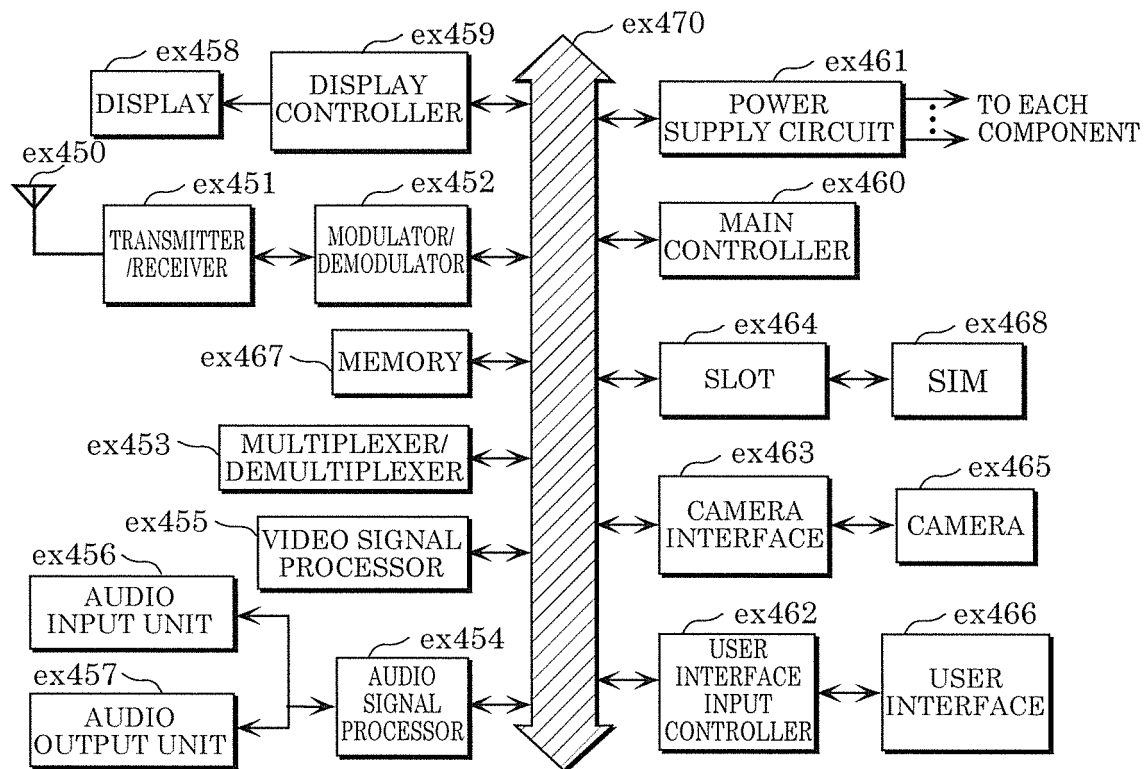 ex458
DISPLAY
ex459
DISPLAY
CONTROLLER
ex470
ex461
POWER
SUPPLY CIRCUIT
TO EACH
COMPONENT
ex450
ex451
TRANSMITTER
/RECEIVER
ex452
MODULATOR/
DEMODULATOR
ex460
MAIN
CONTROLLER
ex467
MEMORY
ex464
SLOT
ex468
SIM
ex453
MULTIPLEXER/
DEMULTIPLEXER
ex463
CAMERA
INTERFACE
ex465
CAMERA
ex455
VIDEO SIGNAL
PROCESSOR
ex456
AUDIO
INPUT UNIT
ex457
AUDIO
OUTPUT UNIT
ex454
AUDIO
SIGNAL
PROCESSOR
ex462
USER
INTERFACE
INPUT
CONTROLLER
ex466
USER
INTERFACE